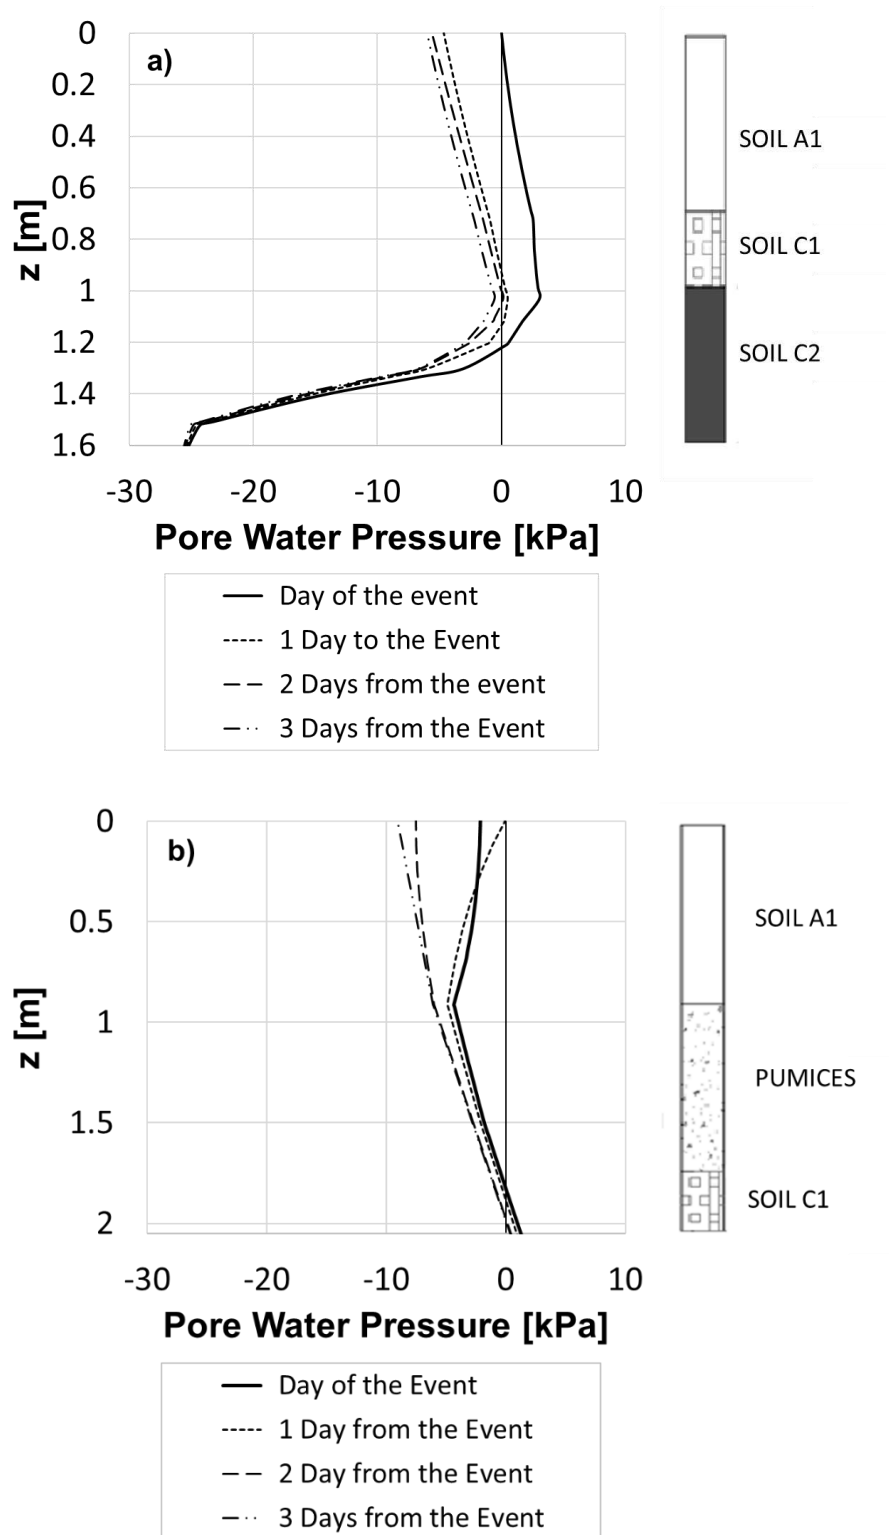 a)
0
0.2
0.4
0.6
0.8
1
1.2
1.4
1.6
z [m]
-30 -20 -10 0 10
Pore Water Pressure [kPa]
SOIL A1
SOIL C1
SOIL C2
Day of the event
1 Day to the Event
2 Days from the event
3 Days from the Event
b)
0
0.5
1
1.5
2
z [m]
-30 -20 -10 0 10
Pore Water Pressure [kPa]
SOIL A1
PUMICES
SOIL C1
Day of the Event
1 Day from the Event
2 Day from the Event
3 Days from the Event